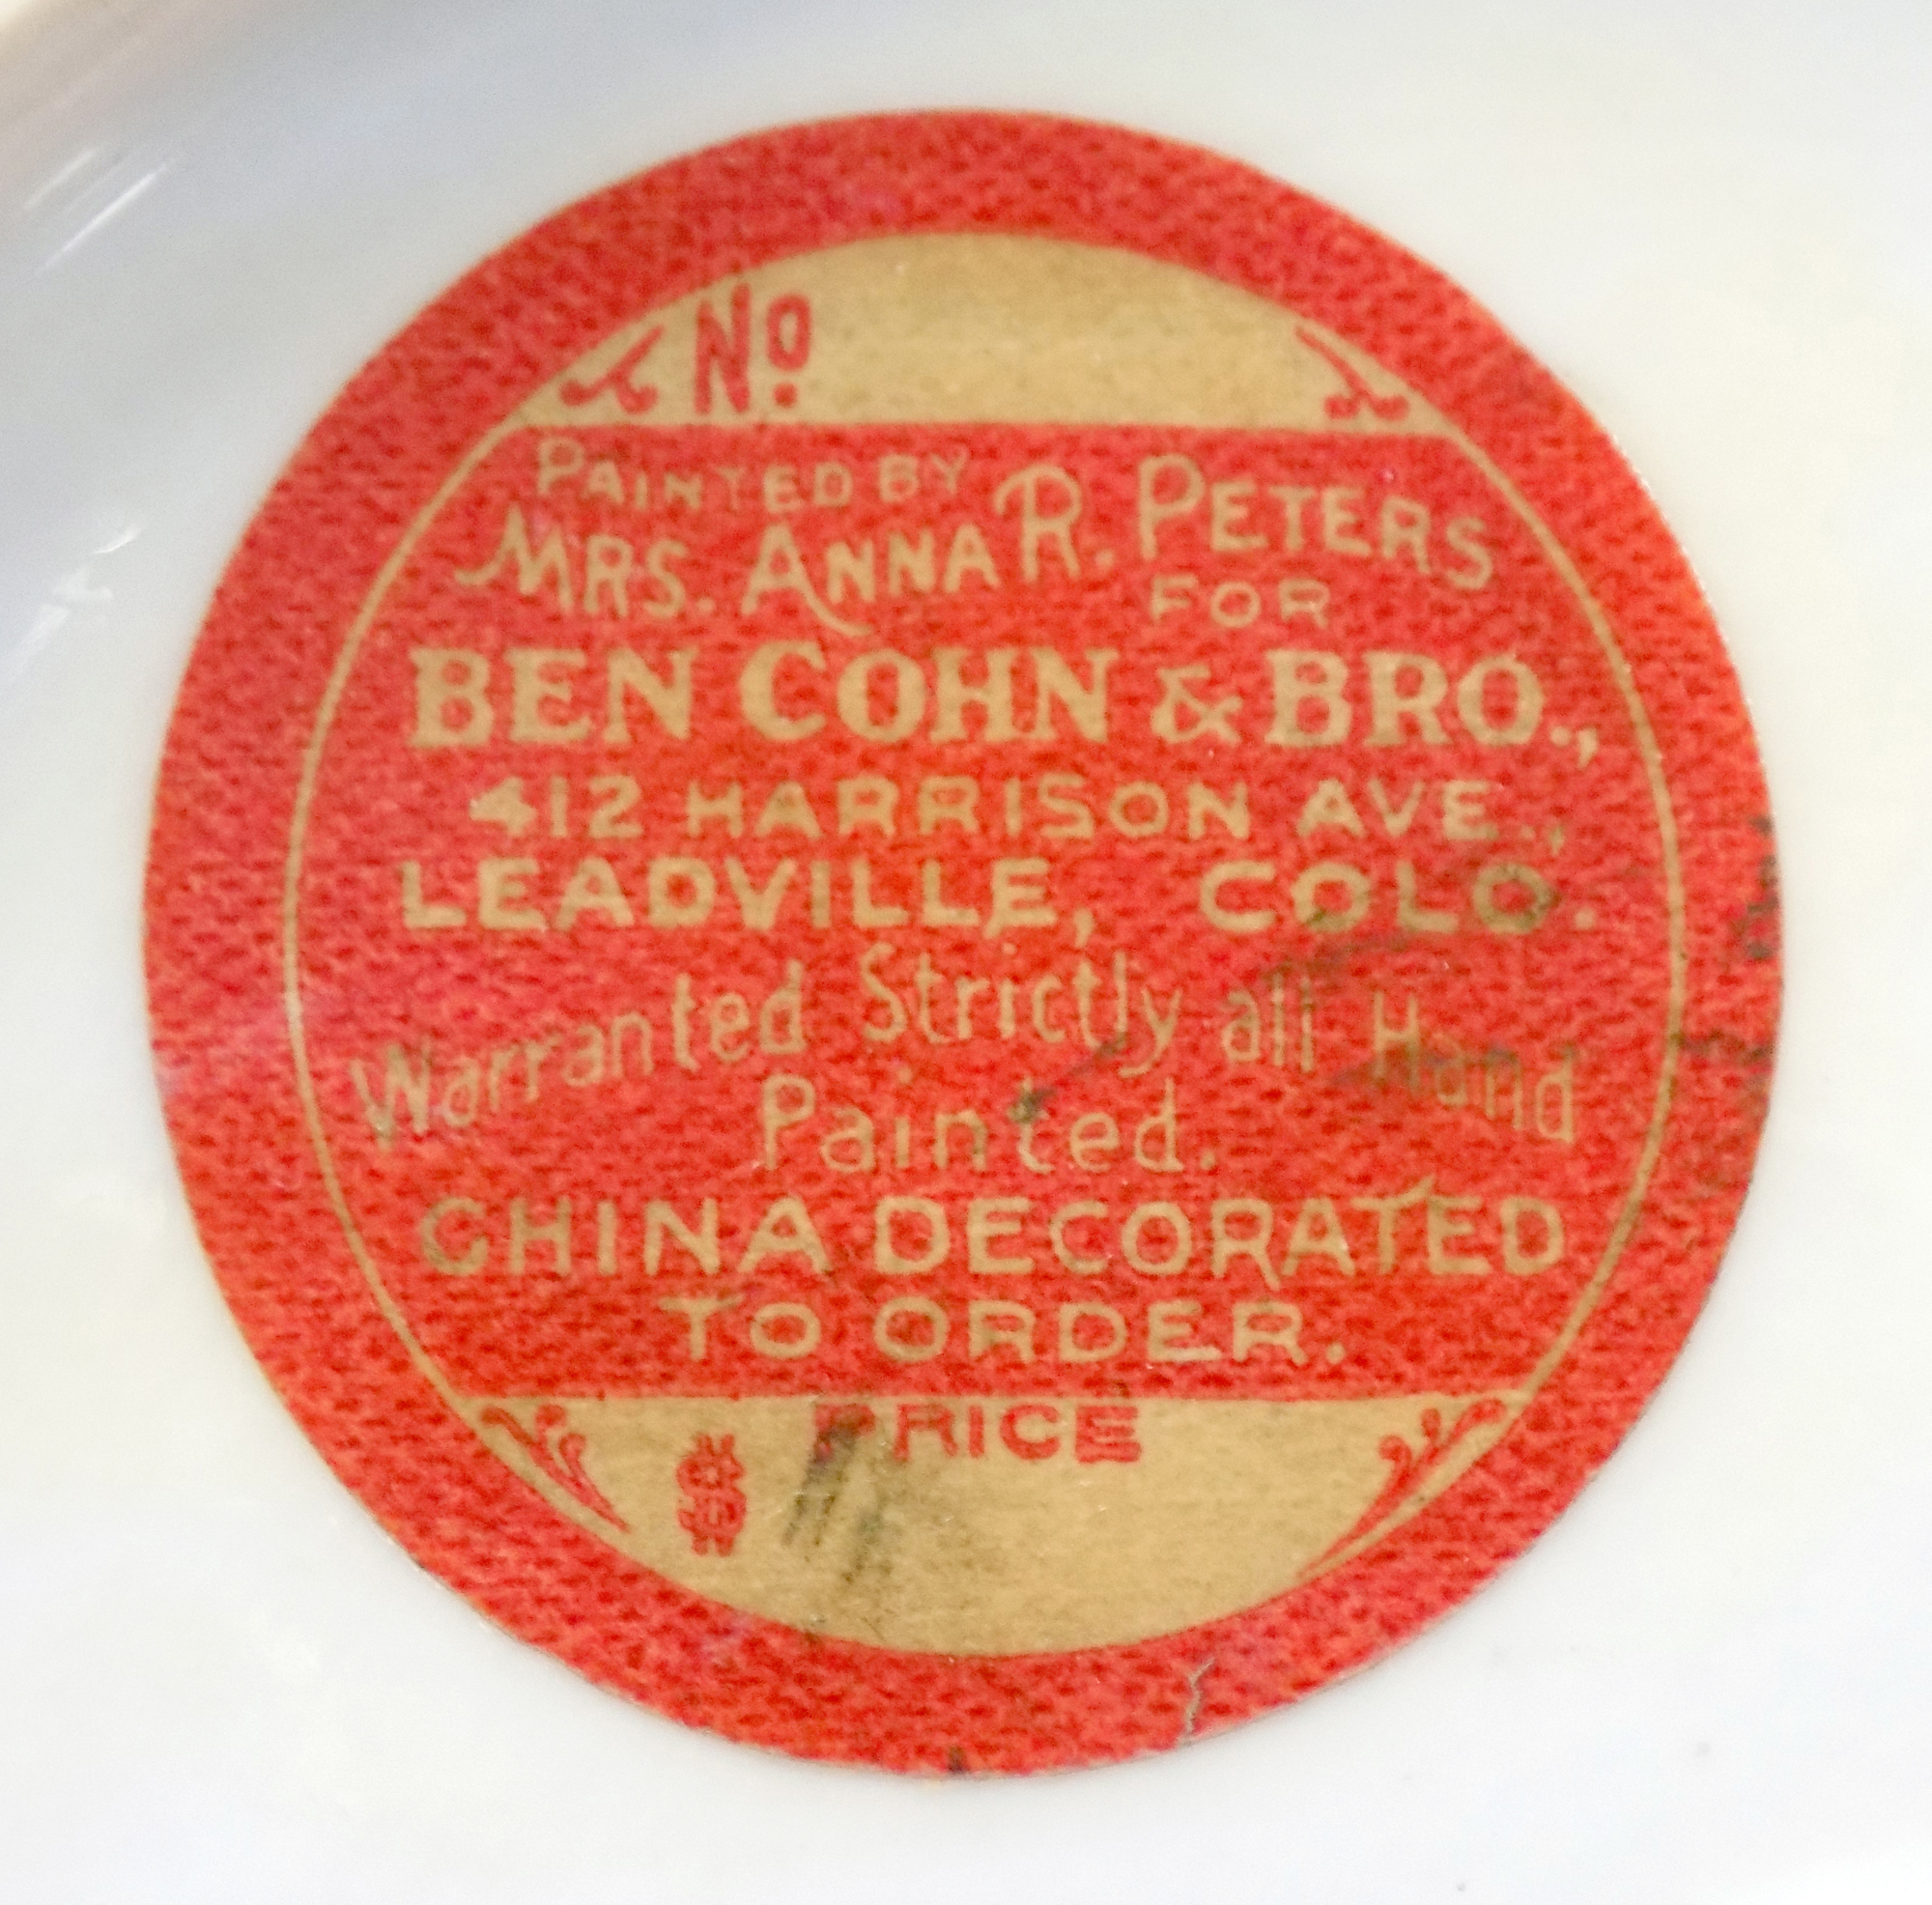 No
PAINTED BY
MRS. ANNA R. PETERS
FOR
BEN COHN & BRO.,
412 HARRISON AVE.,
LEADVILLE, COLO.
Warranted Strictly all Hand
Painted.
CHINA DECORATED
TO ORDER.
PRICE
$